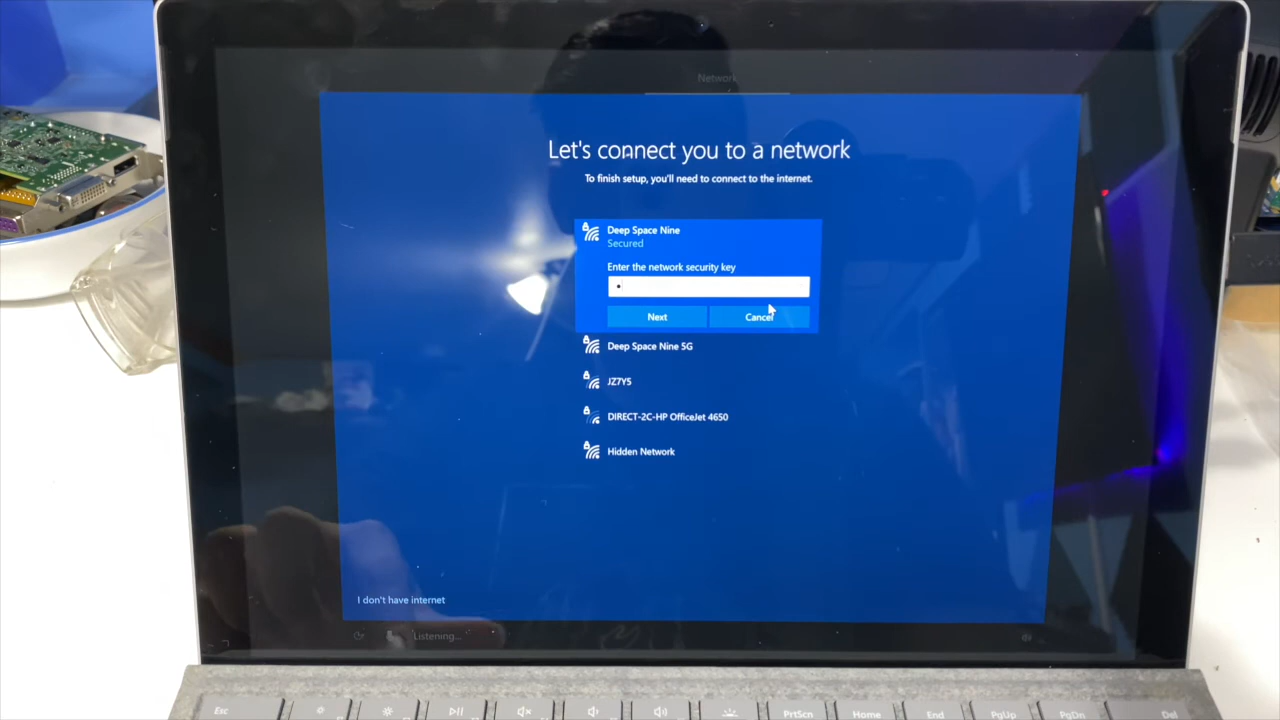 Network
Let's connect you to a network
To finish setup, you'll need to connect to the internet.
Deep Space Nine
Secured
Enter the network security key
Next
Cancel
Deep Space Nine 5G
JZ7Y5
DIRECT-2C-HP OfficeJet 4650
Hidden Network
I don't have internet
Listening...
Esc
PrtScn
Home
End
PgUp
PgDn
Del